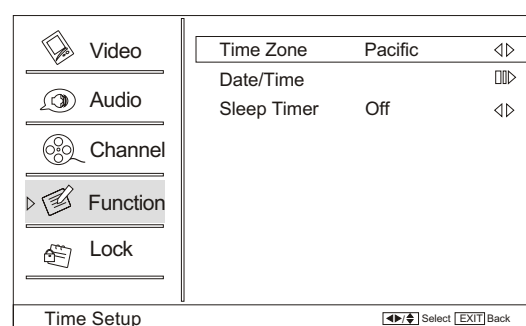 Video
Audio
Channel
Function
Lock
Time Zone Pacific
Date/Time
Sleep Timer Off
Time Setup
Select EXIT Back